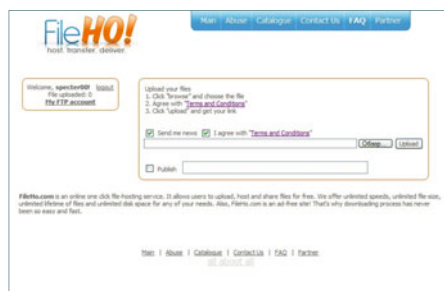 FileHO!
host. transfer. deliver.
Main Abuse Catalogue Contact Us FAQ Partner
Welcome, specter00! logout
File uploaded: 0
My FTP account
Upload your files
1. Click "browse" and choose the file
2. Agree with "Terms and Conditions"
3. Click "upload" and get your link
Send me news I agree with "Terms and Conditions"
Обзор... Upload
Publish
FileHo.com is an online one click file-hosting service. It allows users to upload, host and share files for free. We offer unlimited speeds, unlimited file-size,
unlimited lifetime of files and unlimited disk space for any of your needs. Also, FileHo.com is an ad-free site! That's why downloading process has never
been so easy and fast.
Main | Abuse | Catalogue | Contact Us | FAQ | Partner
all about all